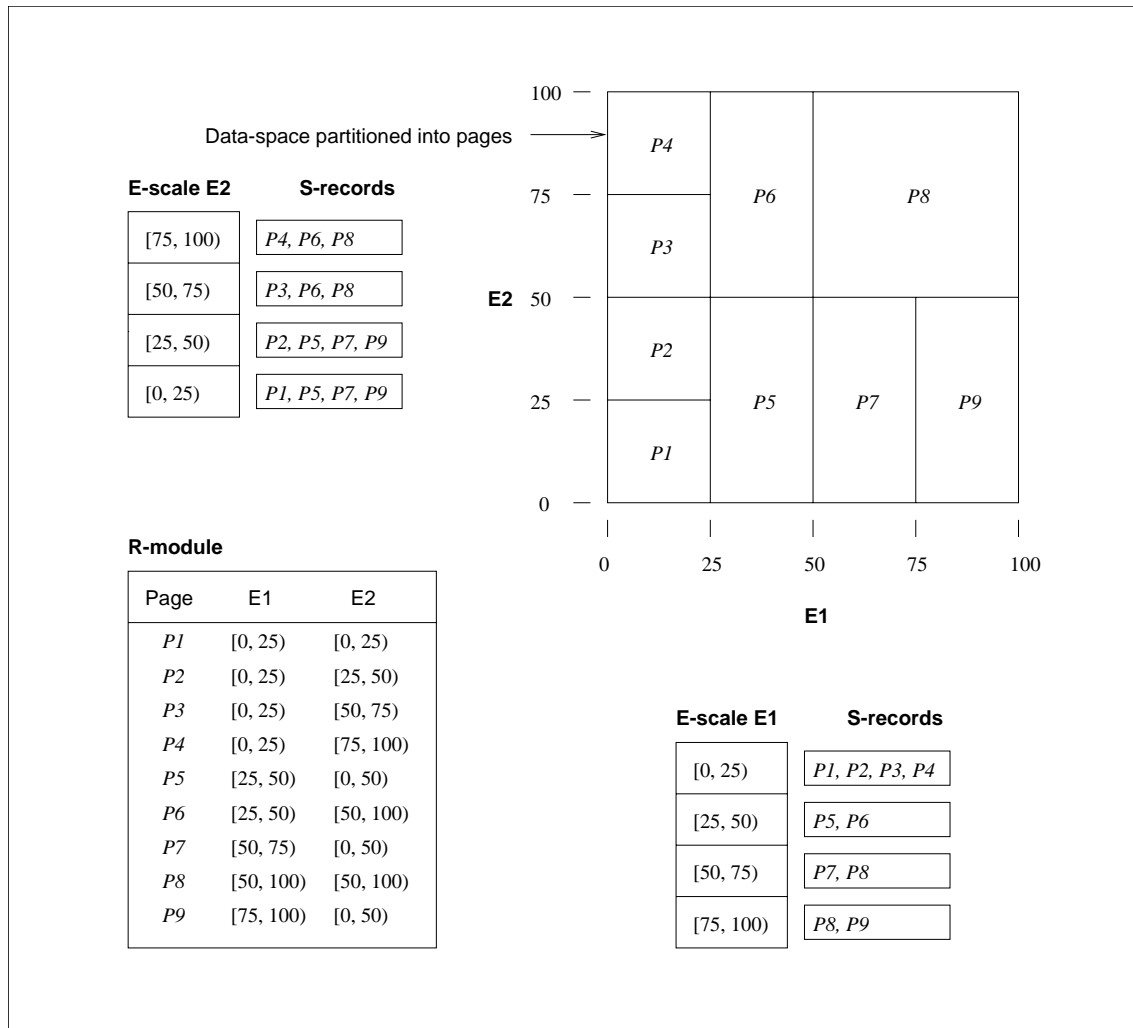 100
Data-space partitioned into pages
P4
75
P6
P8
P3
E2
50
P2
25
P5
P7
P9
P1
0
0 25 50 75 100
E1
E-scale E2 S-records
[75, 100) P4, P6, P8
[50, 75) P3, P6, P8
[25, 50) P2, P5, P7, P9
[0, 25) P1, P5, P7, P9
R-module
Page E1 E2
P1 [0, 25) [0, 25)
P2 [0, 25) [25, 50)
P3 [0, 25) [50, 75)
P4 [0, 25) [75, 100)
P5 [25, 50) [0, 50)
P6 [25, 50) [50, 100)
P7 [50, 75) [0, 50)
P8 [50, 100) [50, 100)
P9 [75, 100) [0, 50)
E-scale E1 S-records
[0, 25) P1, P2, P3, P4
[25, 50) P5, P6
[50, 75) P7, P8
[75, 100) P8, P9